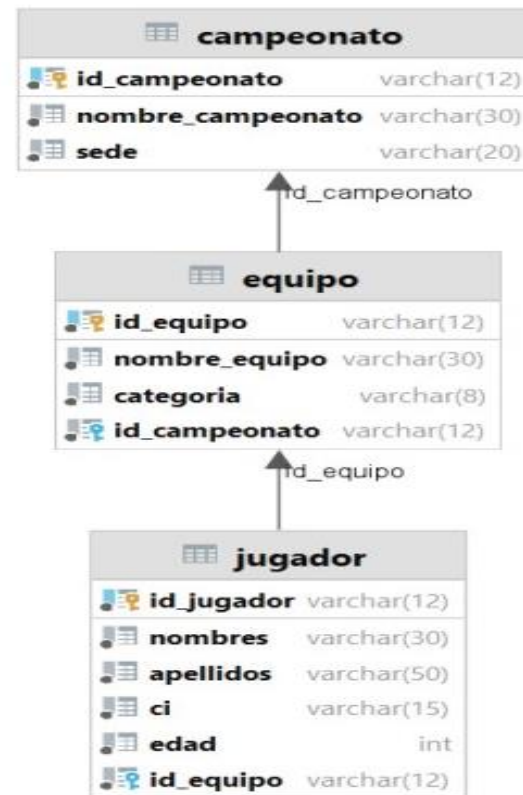 campeonato
id_campeonato varchar(12)
nombre_campeonato varchar(30)
sede varchar(20)
id_campeonato
equipo
id_equipo varchar(12)
nombre_equipo varchar(30)
categoria varchar(8)
id_campeonato varchar(12)
id_equipo
jugador
id_jugador varchar(12)
nombres varchar(30)
apellidos varchar(50)
ci varchar(15)
edad int
id_equipo varchar(12)